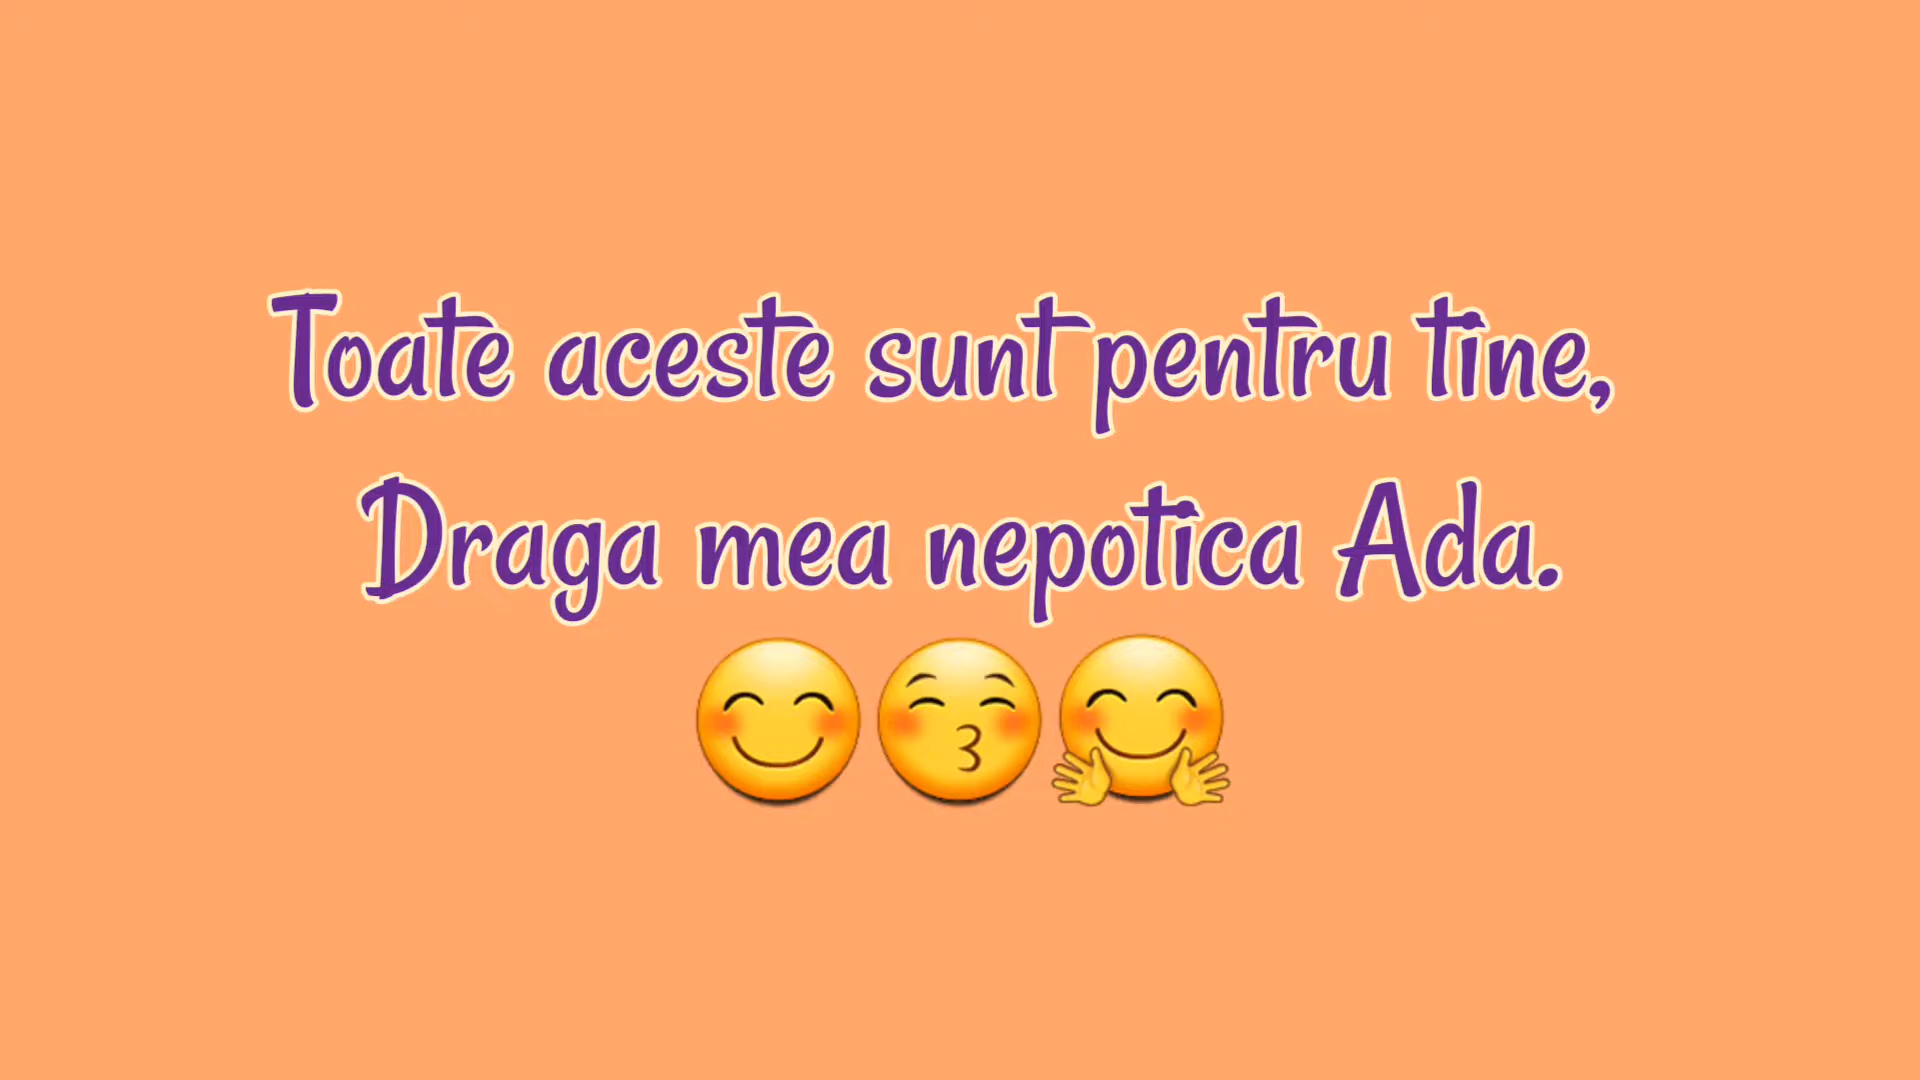 Toate aceste sunt pentru tine,
Draga mea nepotica Ada.
😊😚🤗